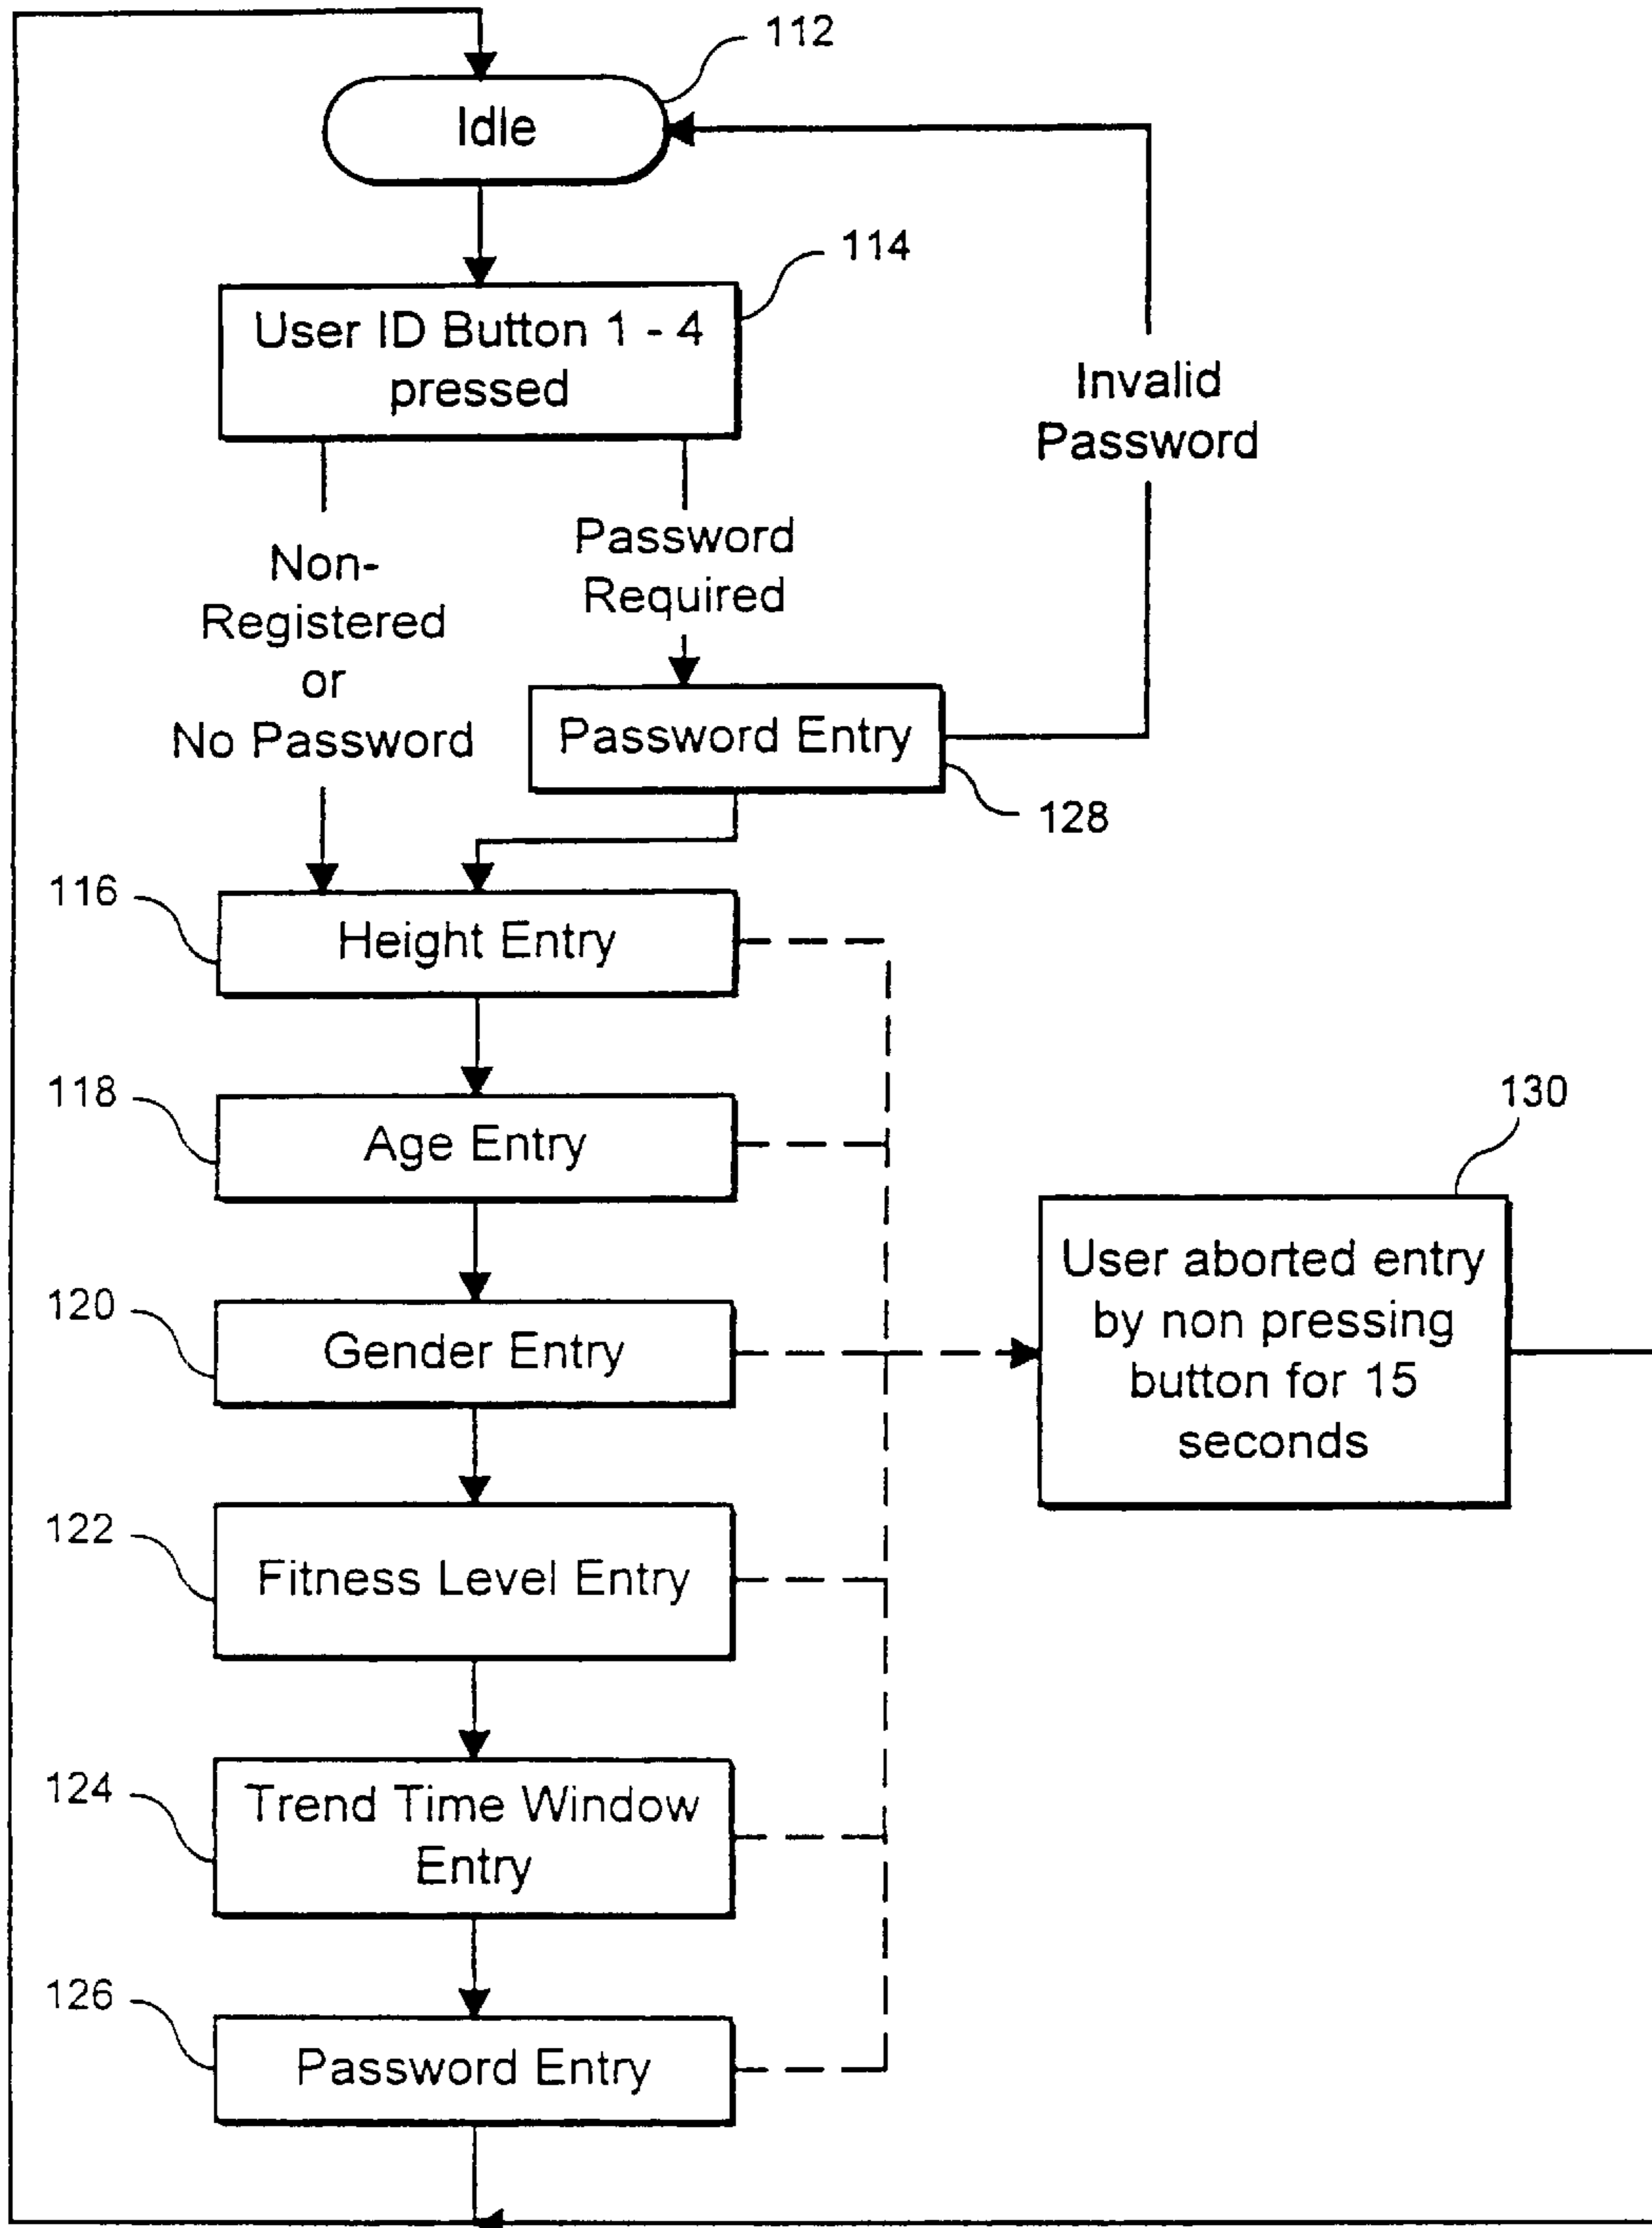 112
Idle
114
User ID Button 1 - 4
pressed
Invalid
Password
Non-
Registered
or
No Password
Password
Required
Password Entry
128
116
Height Entry
118
Age Entry
130
User aborted entry
by non pressing
button for 15
seconds
120
Gender Entry
122
Fitness Level Entry
124
Trend Time Window
Entry
126
Password Entry